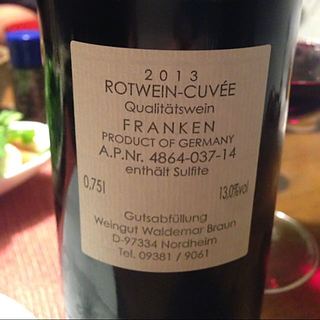 2013
ROTWEIN-CUVÉE
Qualitätswein
FRANKEN
PRODUCT OF GERMANY
A.P.Nr. 4864-037-14
enthält Sulfite
0,75l 13,0%vol
Gutsabfüllung
Weingut Waldemar Braun
D-97334 Nordheim
Tel. 09381 / 9061